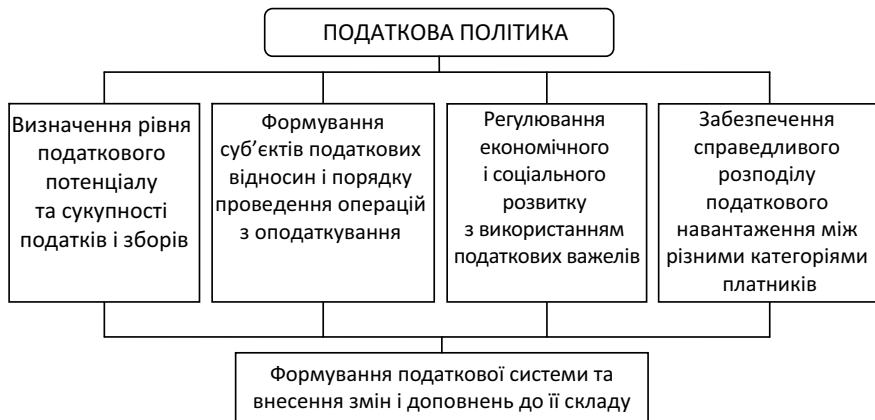 ПОДАТКОВА ПОЛІТИКА
Визначення рівня
податкового
потенціалу
та сукупності
податків і зборів
Формування
суб’єктів податкових
відносин і порядку
проведення операцій
з оподаткування
Регулювання
економічного
і соціального
розвитку
з використанням
податкових важелів
Забезпечення
справедливого
розподілу
податкового
навантаження між
різними категоріями
платників
Формування податкової системи та
внесення змін і доповнень до її складу